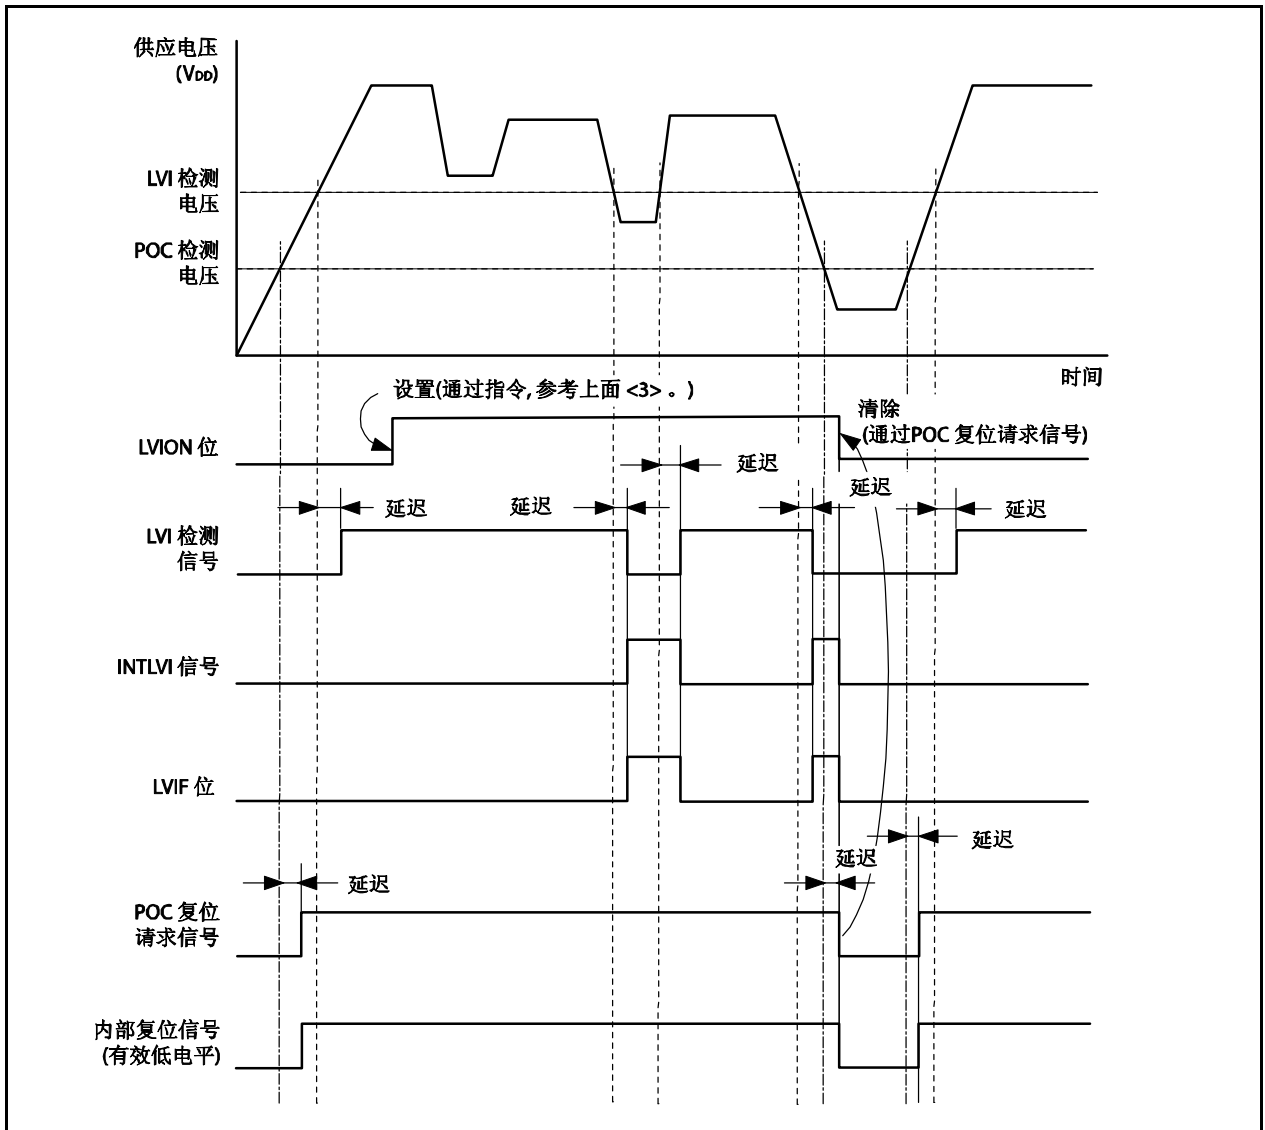 供应电压
(VDD)
LVI 检测
电压
POC 检测
电压
时间
设置(通过指令, 参考上面 <3> 。)
清除
(通过POC 复位请求信号)
LVION 位
延迟
延迟
延迟
延迟
延迟
LVI 检测
信号
INTLVI 信号
LVIF 位
延迟
延迟
延迟
POC 复位
请求信号
内部复位信号
(有效低电平)